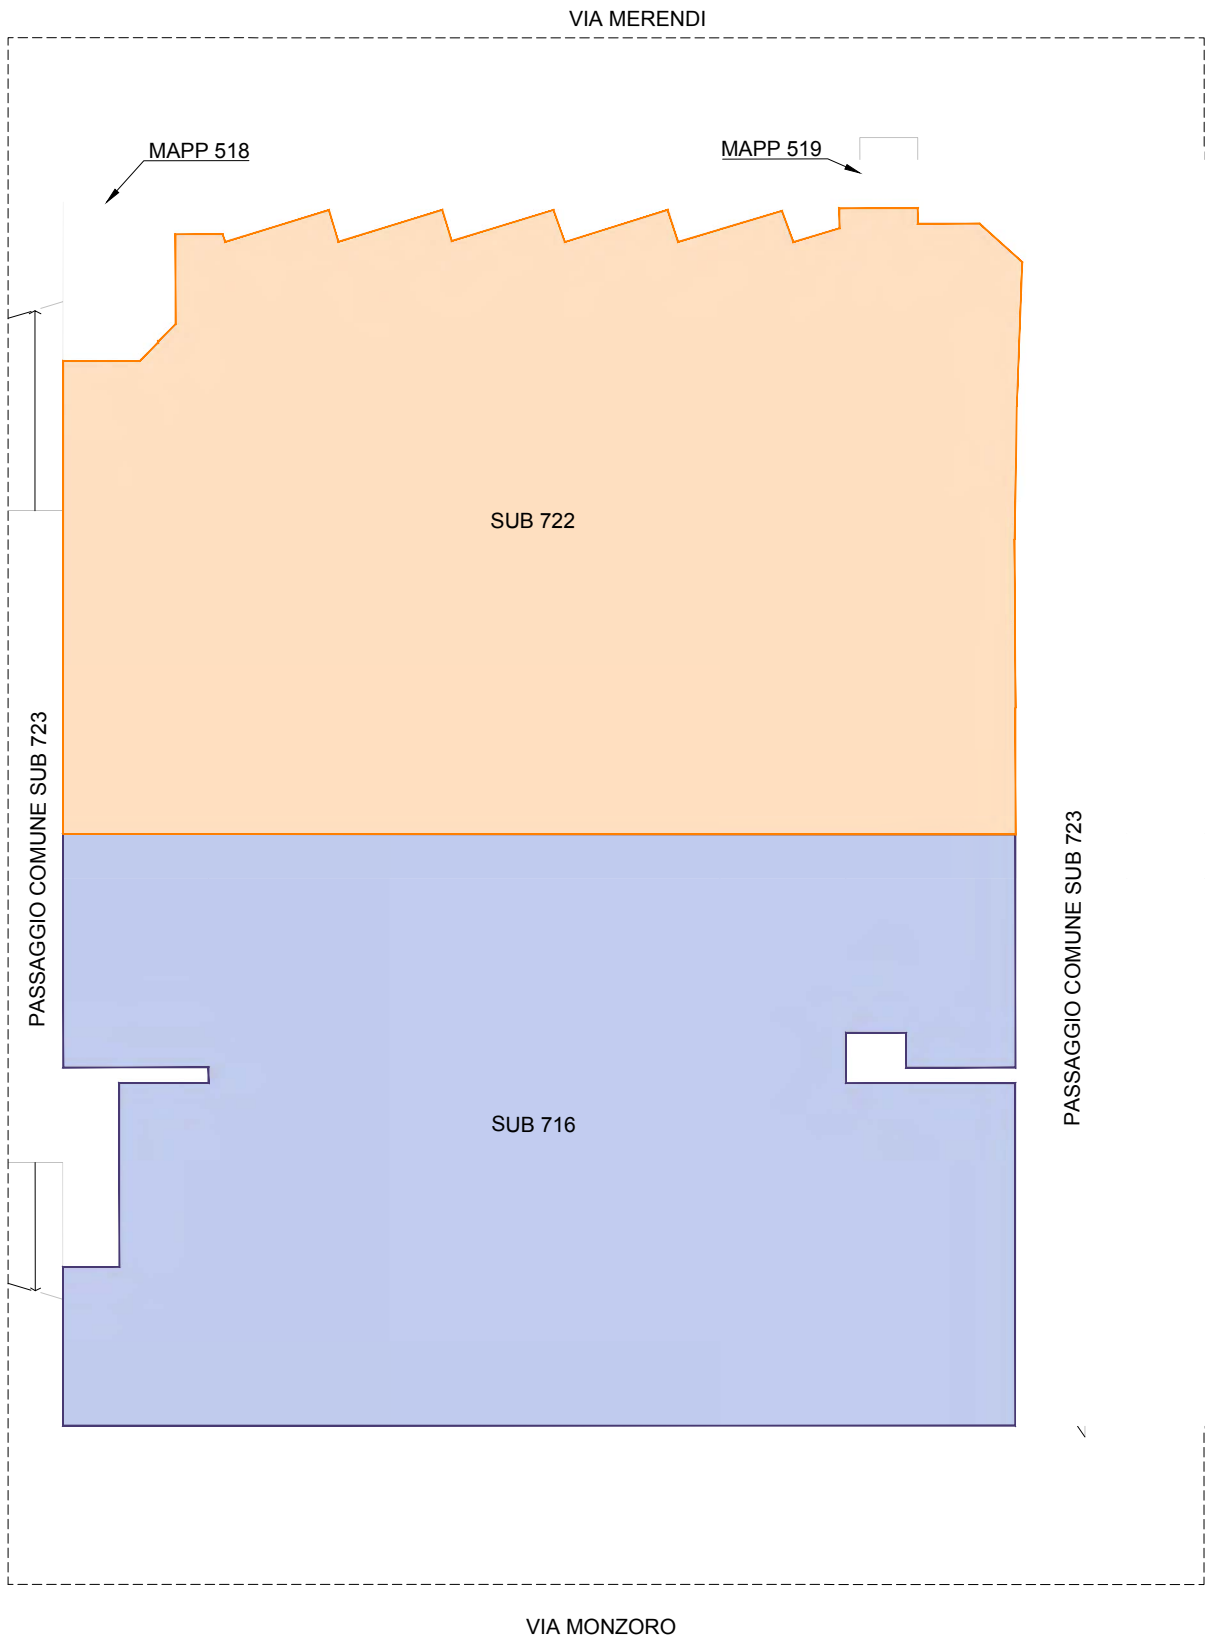 VIA MERENDI
MAPP 518
MAPP 519
SUB 722
PASSAGGIO COMUNE SUB 723
PASSAGGIO COMUNE SUB 723
SUB 716
VIA MONZORO